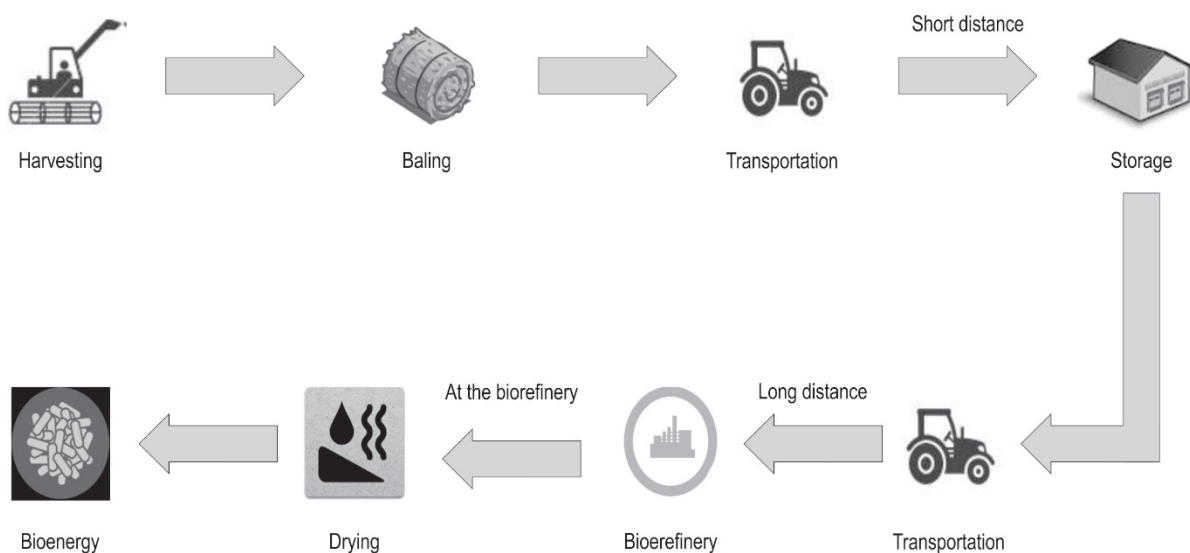 Short distance
Harvesting
Baling
Transportation
Storage
At the biorefinery
Long distance
Bioenergy
Drying
Bioerefinery
Transportation